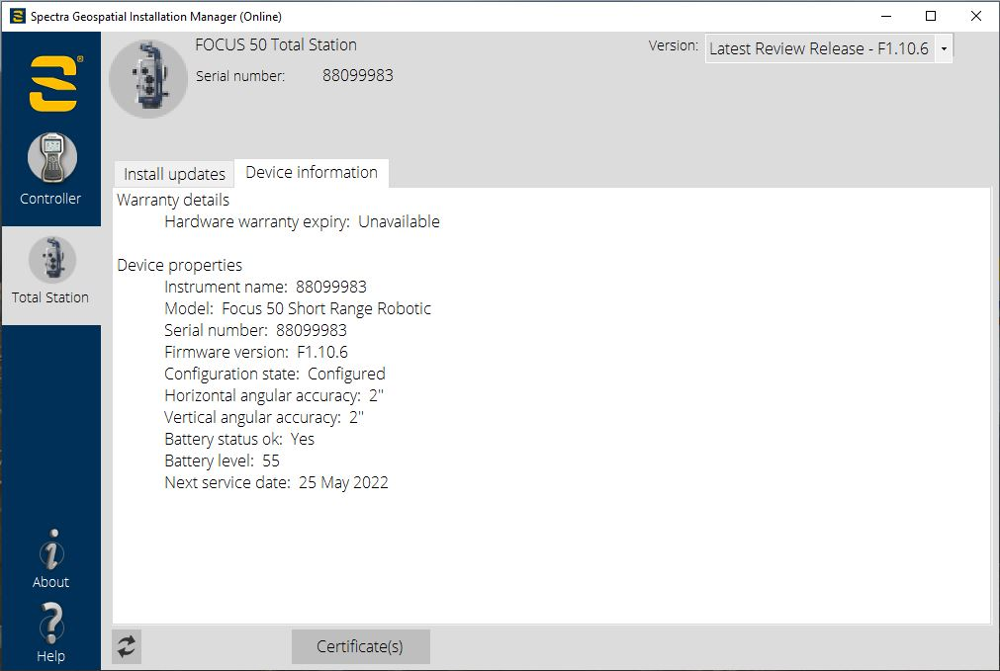 Spectra Geospatial Installation Manager (Online)
FOCUS 50 Total Station
Serial number: 88099983
Version: Latest Review Release - F1.10.6
Controller
Total Station
About
Help
Install updates
Device information
Warranty details
Hardware warranty expiry: Unavailable
Device properties
Instrument name: 88099983
Model: Focus 50 Short Range Robotic
Serial number: 88099983
Firmware version: F1.10.6
Configuration state: Configured
Horizontal angular accuracy: 2"
Vertical angular accuracy: 2"
Battery status ok: Yes
Battery level: 55
Next service date: 25 May 2022
Certificate(s)